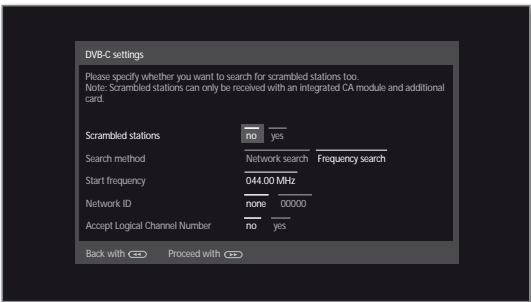 DVB-C settings
Please specify whether you want to search for scrambled stations too.
Note: Scrambled stations can only be received with an integrated CA module and additional
card.
Scrambled stations no yes
Search method Network search Frequency search
Start frequency 044.00 MHz
Network ID none 00000
Accept Logical Channel Number no yes
Back with Proceed with